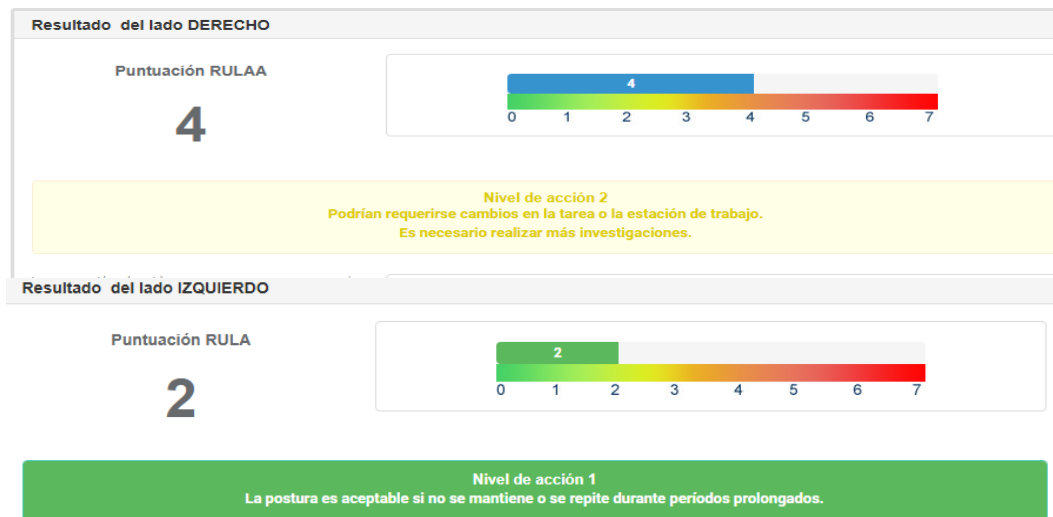 Resultado del lado DERECHO
Puntuación RULAA
4
4
0 1 2 3 4 5 6 7
Nivel de acción 2
Podrían requerirse cambios en la tarea o la estación de trabajo.
Es necesario realizar más investigaciones.
Resultado del lado IZQUIERDO
Puntuación RULA
2
2
0 1 2 3 4 5 6 7
Nivel de acción 1
La postura es aceptable si no se mantiene o se repite durante períodos prolongados.